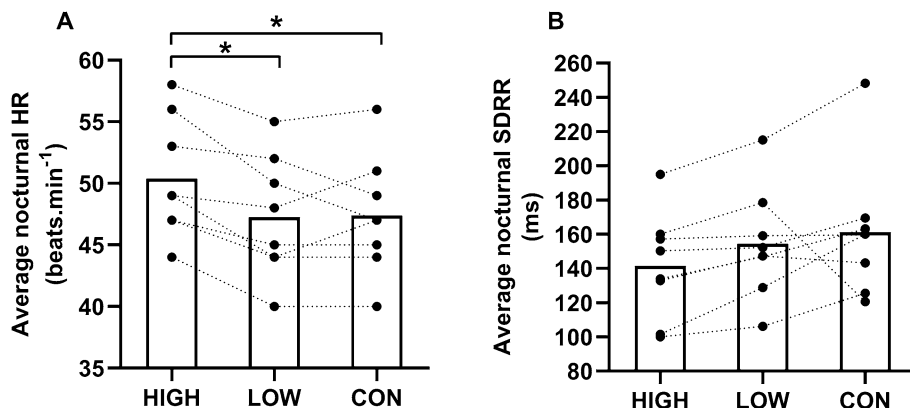 A
*
*
Average nocturnal HR
(beats.min-1)
60
55
50
45
40
35
HIGH LOW CON
B
Average nocturnal SDRR
(ms)
260
240
220
200
180
160
140
120
100
80
HIGH LOW CON